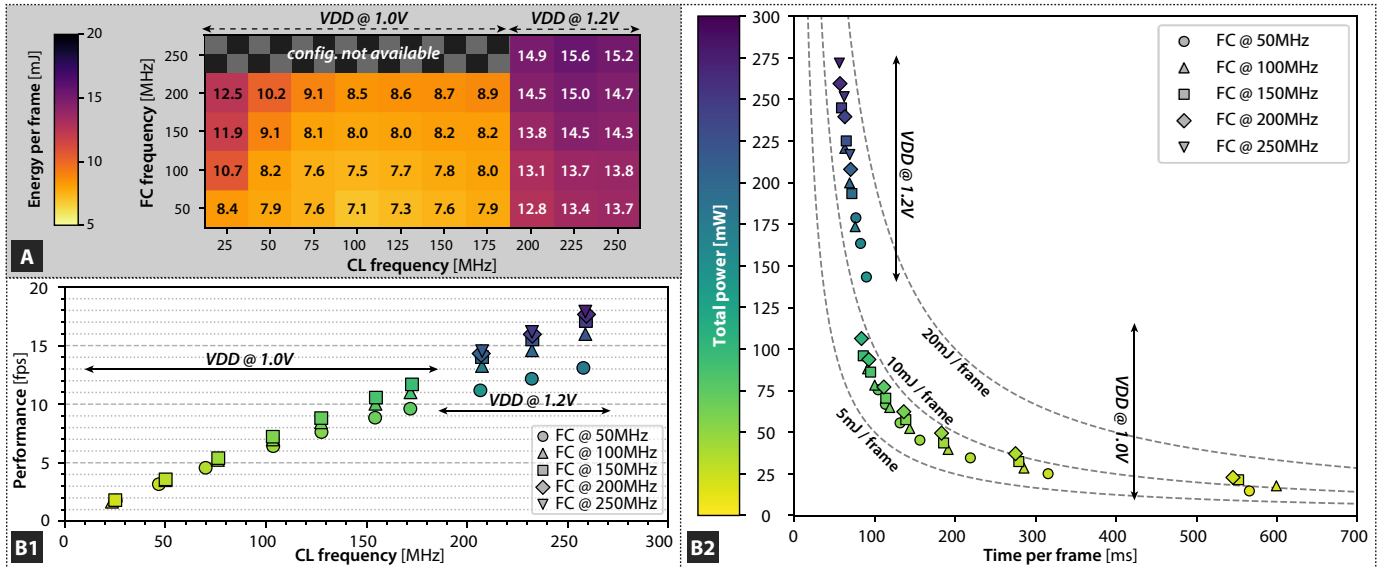 VDD @ 1.0V
VDD @ 1.2V
Energy per frame [mJ]
20
15
10
5
FC frequency
[MHz]
250
config. not available
14.9 15.6 15.2
200
12.5 10.2 9.1 8.5 8.6 8.7 8.9 14.5 15.0 14.7
150
11.9 9.1 8.1 8.0 8.0 8.2 8.2 13.8 14.5 14.3
100
10.7 8.2 7.6 7.5 7.7 7.8 8.0 13.1 13.7 13.8
50
8.4 7.9 7.6 7.1 7.3 7.6 7.9 12.8 13.4 13.7
25 50 75 100 125 150 175 200 225 250
CL frequency [MHz]
A
Performance [fps]
20
15
10
5
0
VDD @ 1.0V
VDD @ 1.2V
FC @ 50MHz
FC @ 100MHz
FC @ 150MHz
FC @ 200MHz
FC @ 250MHz
0 50 100 150 200 250 300
CL frequency [MHz]
B1
Total power [mW]
300
275
250
225
200
175
150
125
100
75
50
25
0
FC @ 50MHz
FC @ 100MHz
FC @ 150MHz
FC @ 200MHz
FC @ 250MHz
VDD @ 1.2V
VDD @ 1.0V
20mJ / frame
10mJ / frame
5mJ / frame
0 100 200 300 400 500 600 700
Time per frame [ms]
B2